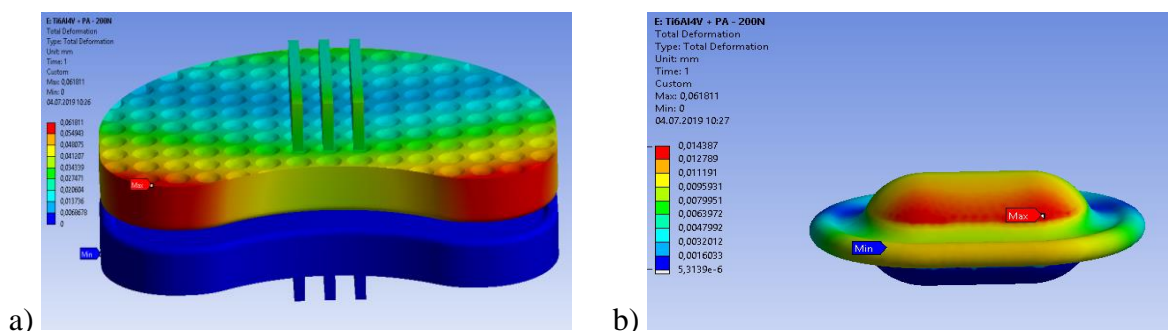 E: Ti6Al4V + PA - 200N
Total Deformation
Type: Total Deformation
Unit: mm
Time: 1
Custom
Max: 0,061811
Min: 0
04.07.2019 10:26
0,061811
0,054943
0,048075
0,041207
0,034339
0,027471
0,020604
0,013736
0,0068679
0
Max
Min
a)
E: Ti6Al4V + PA - 200N
Total Deformation
Type: Total Deformation
Unit: mm
Time: 1
Custom
Max: 0,061811
Min: 0
04.07.2019 10:27
0,014387
0,012789
0,011191
0,0095931
0,0079951
0,0063972
0,0047992
0,0032012
0,0016033
5,3139e-6
Max
Min
b)